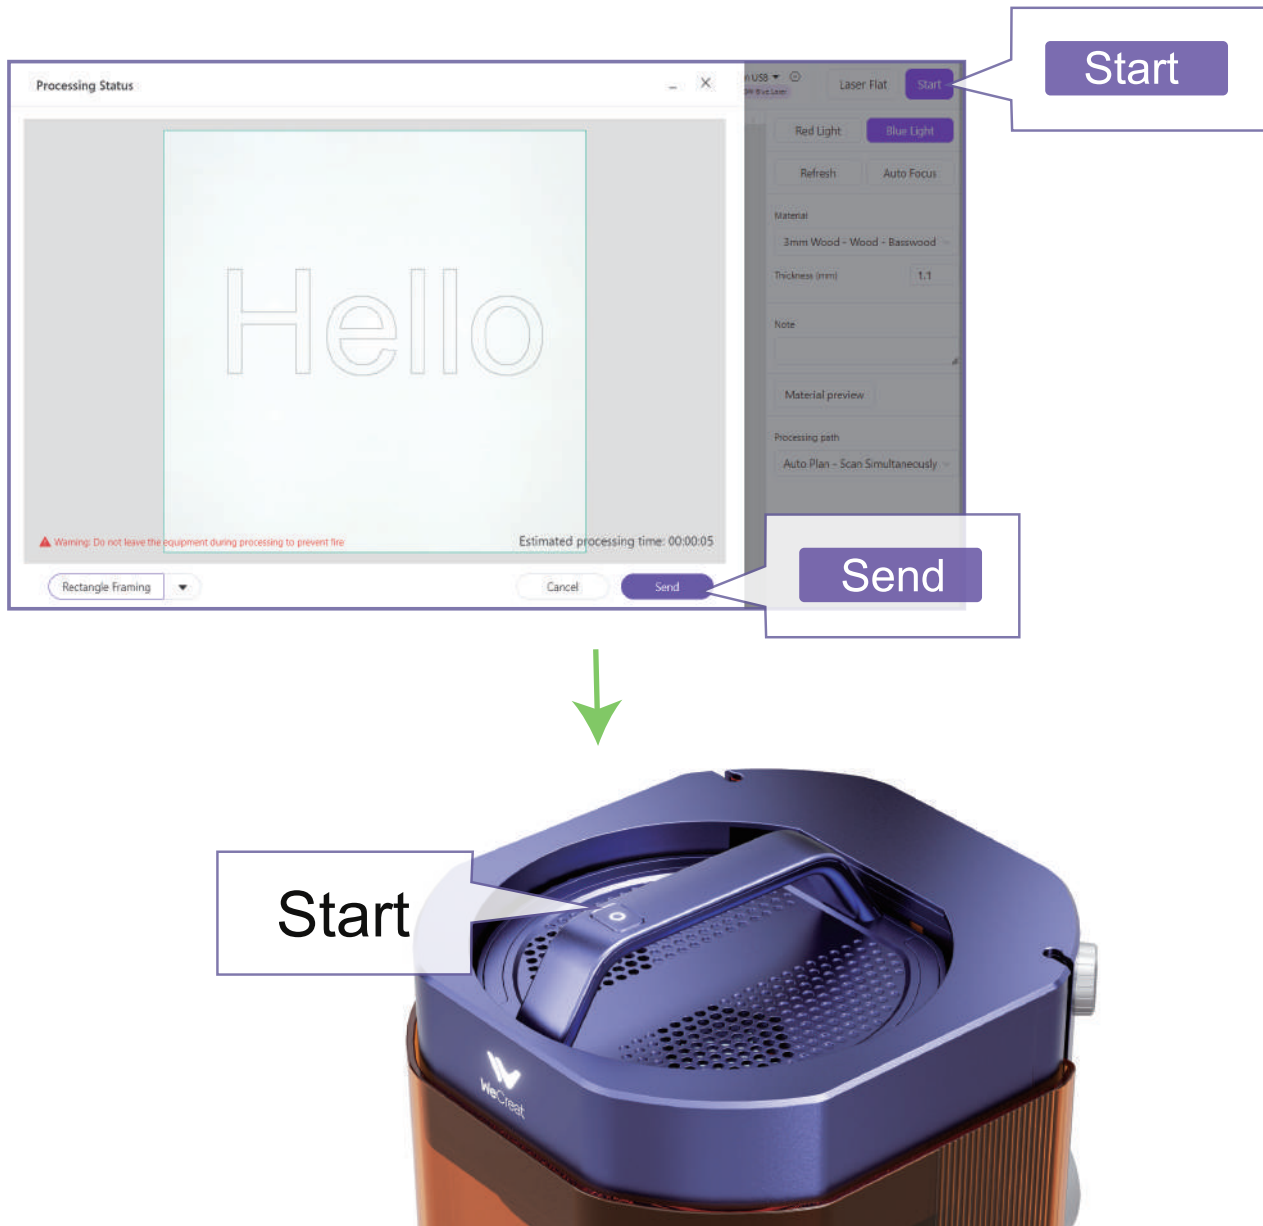 Start
Processing Status
n USB
Laser Flat
Start
Red Light
Blue Light
Refresh
Auto Focus
Material
3mm Wood - Wood - Basswood
Thickness (mm)
1.1
Note
Hello
Material preview
Processing path
Auto Plan - Scan Simultaneously
Warning: Do not leave the equipment during processing to prevent fire
Estimated processing time: 00:00:05
Rectangle Framing
Cancel
Send
Send
Start
WeCreat